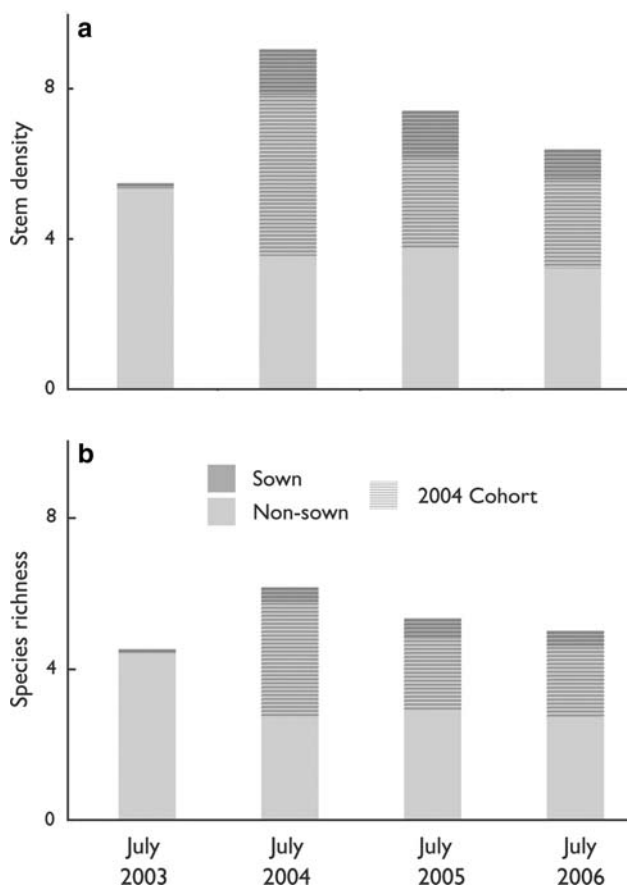 a
8
4
0
Stem density
b
Sown
Non-sown
2004 Cohort
8
4
0
Species richness
July
2003
July
2004
July
2005
July
2006